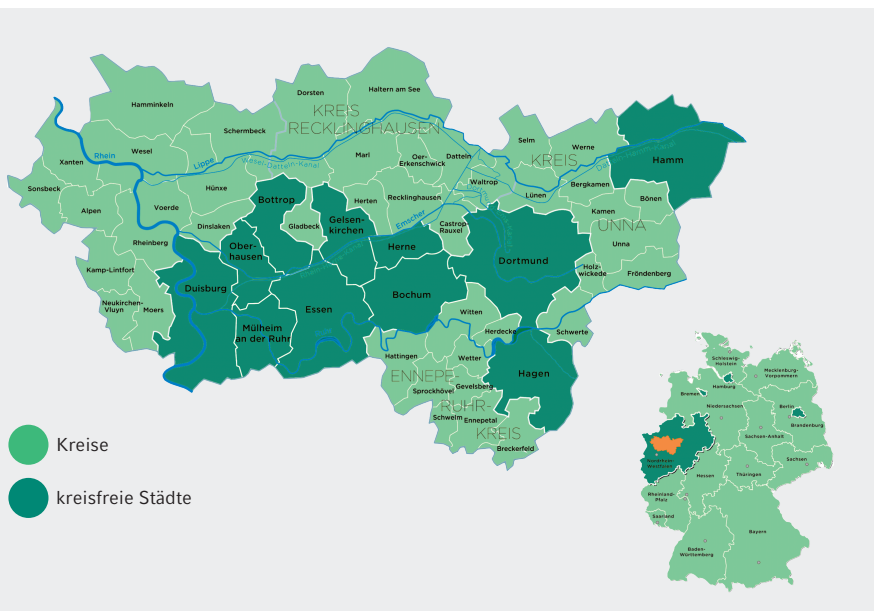 Haltern am See
Dorsten
KREIS
RECKLINGHAUSEN
Hamminkeln
Schermbeck
Wesel
Rhein
Lippe
Wesel-Datteln-Kanal
Xanten
Sonsbeck
Alpen
Hünxe
Voerde
Dinslaken
Rheinberg
Kamp-Lintfort
Neukirchen-
Vluyn
Moers
Marl
Oer-
Erkenschwick
Datteln
Herten
Recklinghausen
Waltrop
Castrop
Rauxel
Gladbeck
Bottrop
Gelsen-
kirchen
Emscher
Ober-
hausen
Herne
Duisburg
Essen
Bochum
Dortmund
Mülheim
an der Ruhr
Ruhr
Selm
Werne
KREIS
Hamm
Bergkamen
Lünen
Bönen
Kamen
UNNA
Unna
Holz-
wickede
Fröndenberg
Schwerte
Witten
Herdecke
Hattingen
Wetter
ENNEPE-
Sprockhövel
Gevelsberg
RUHR-
Schwelm
Ennepetal
KREIS
Breckerfeld
Hagen
Kreise
kreisfreie Städte
Schleswig-
Holstein
Mecklenburg-
Vorpommern
Hamburg
Bremen
Niedersachsen
Berlin
Brandenburg
Sachsen-Anhalt
Nordrhein-
Westfalen
Hessen
Thüringen
Sachsen
Rheinland-
Pfalz
Saarland
Bayern
Baden-
Württemberg